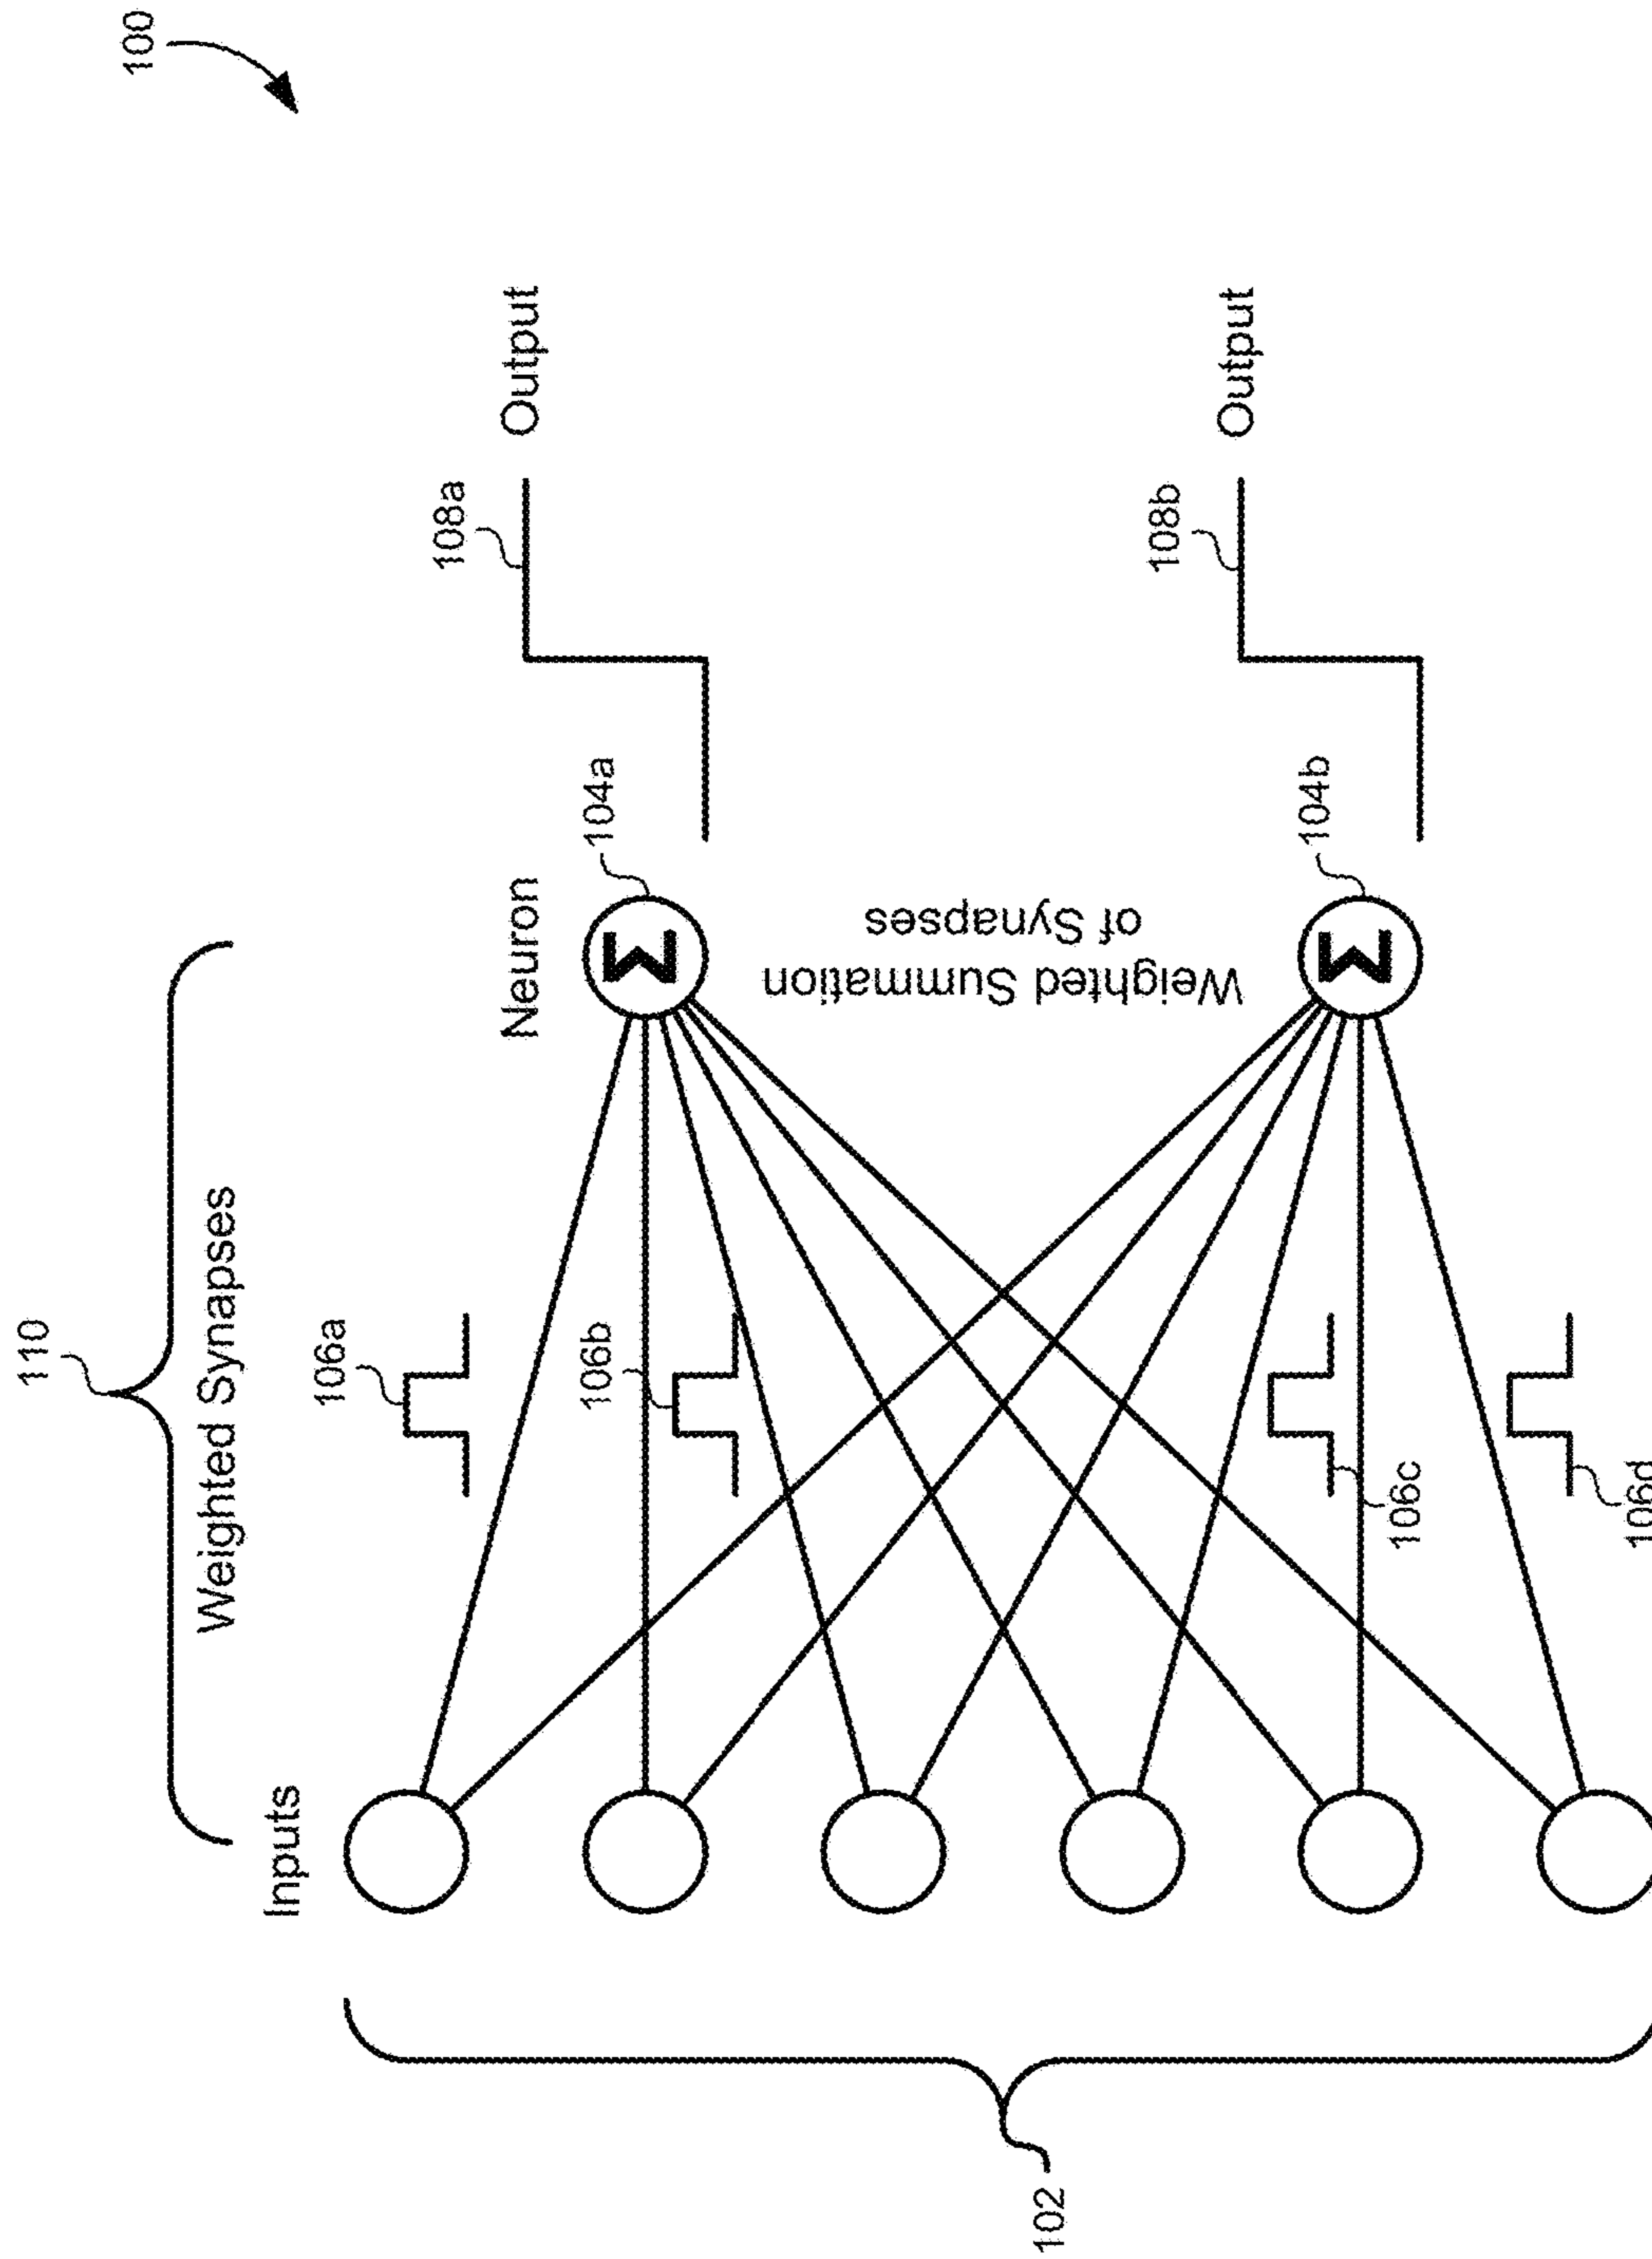 100
110
Weighted Synapses
Inputs
106a
106b
106c
106d
Neuron
Σ
104a
Weighted Summation
of Synapses
Σ
104b
108a
Output
108b
Output
102